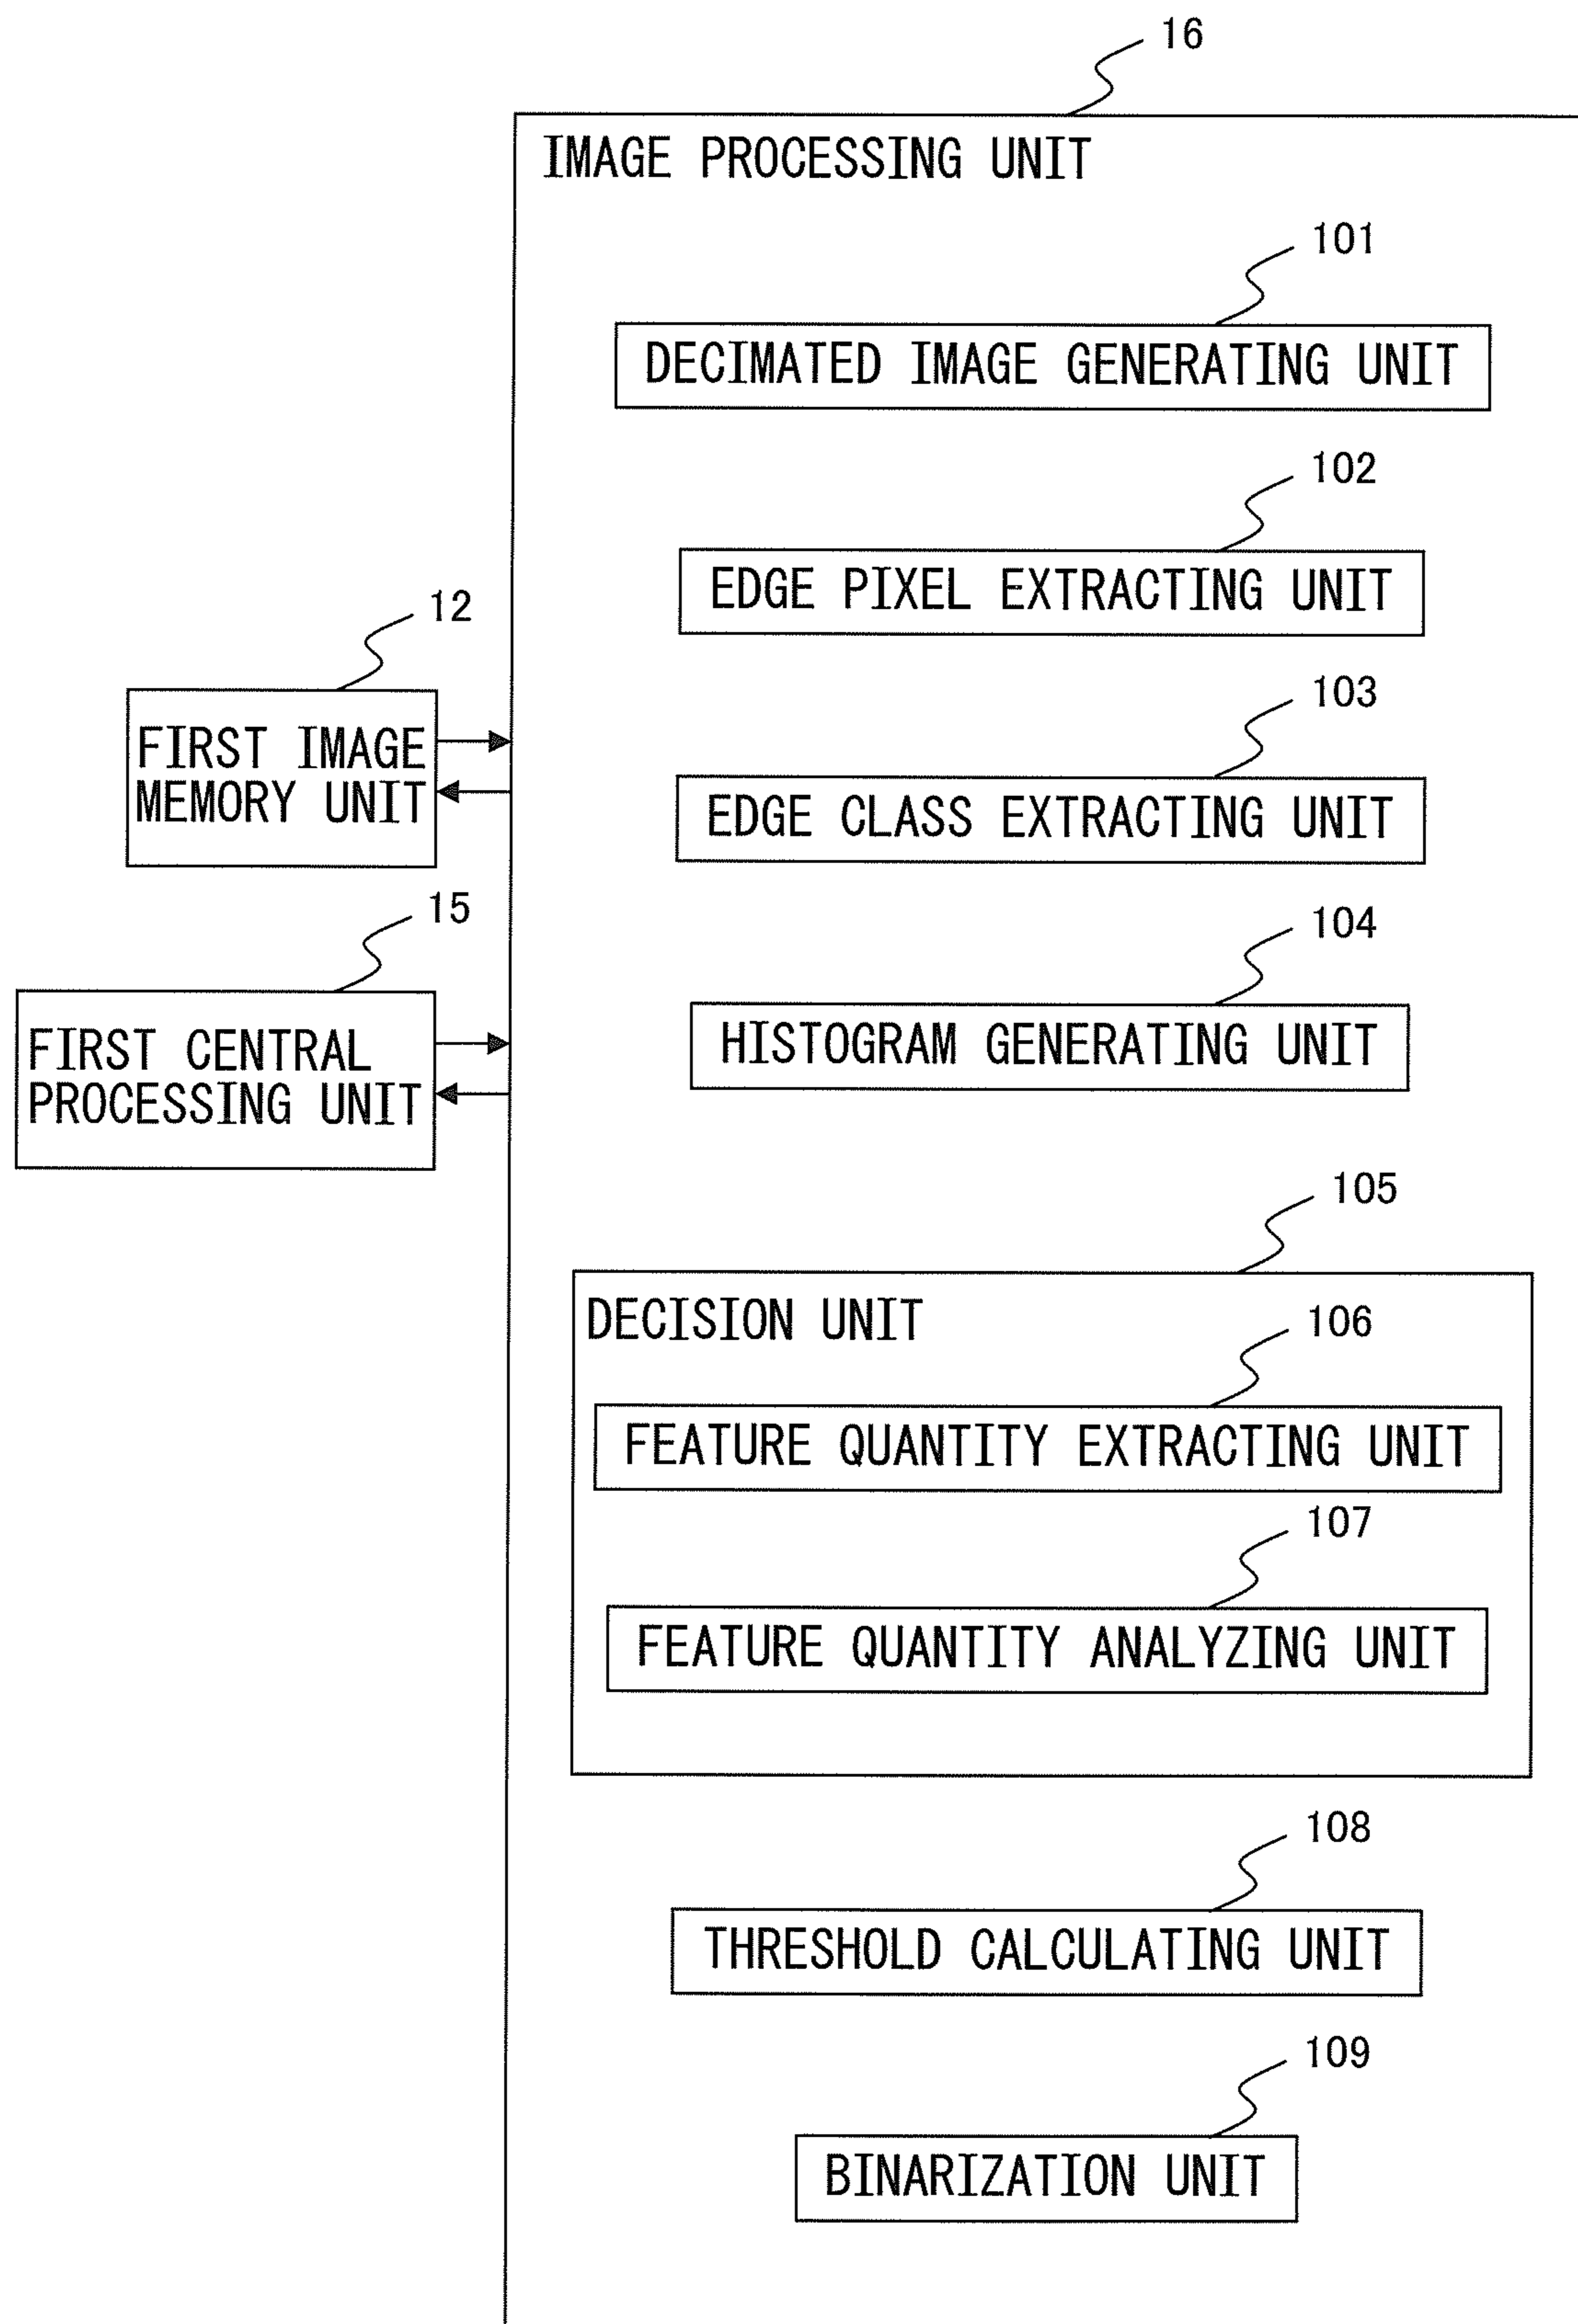 16
IMAGE PROCESSING UNIT
101
DECIMATED IMAGE GENERATING UNIT
102
EDGE PIXEL EXTRACTING UNIT
12
FIRST IMAGE
MEMORY UNIT
103
EDGE CLASS EXTRACTING UNIT
15
FIRST CENTRAL
PROCESSING UNIT
104
HISTOGRAM GENERATING UNIT
105
DECISION UNIT
106
FEATURE QUANTITY EXTRACTING UNIT
107
FEATURE QUANTITY ANALYZING UNIT
108
THRESHOLD CALCULATING UNIT
109
BINARIZATION UNIT